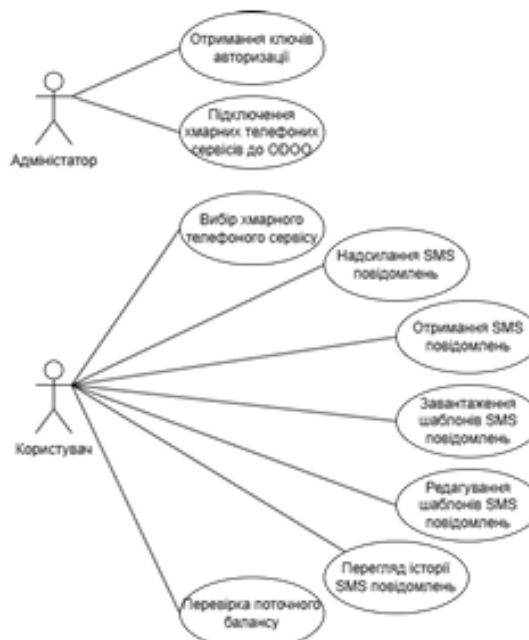 Отримання ключів
авторизації
Підключення
хмарних телефоних
сервісів до ODOO
Адміністатор
Вибір хмарного
телефоного сервісу
Надсилання SMS
повідомлень
Отримання SMS
повідомлень
Завантаження
шаблонів SMS
повідомлень
Користувач
Редагування
шаблонів SMS
повідомлень
Перегляд історії
SMS повідомлень
Перевірка поточного
балансу